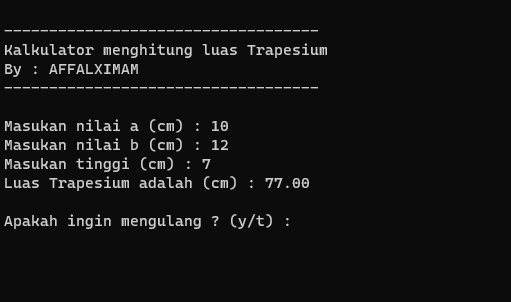 -----------------------------------
Kalkulator menghitung luas Trapesium
By : AFFALXIMAM
-----------------------------------
Masukan nilai a (cm) : 10
Masukan nilai b (cm) : 12
Masukan tinggi (cm) : 7
Luas Trapesium adalah (cm) : 77.00
Apakah ingin mengulang ? (y/t) :